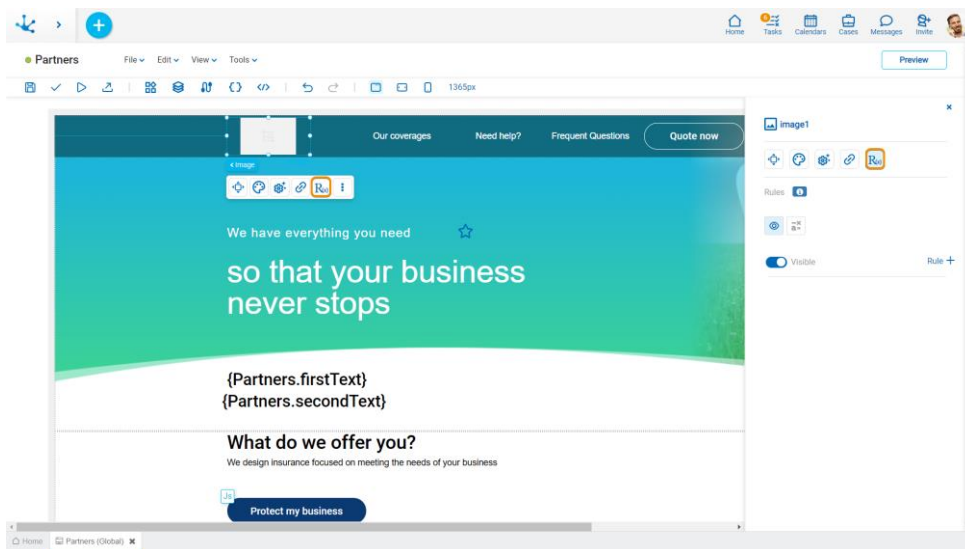 Home
6
Tasks
Calendars
Cases
Messages
Invite
Partners
File
Edit
View
Tools
Preview
1365px
image1
Our coverages
Need help?
Frequent Questions
Quote now
Image
Rules
We have everything you need
Visible
Rule
so that your business
never stops
{Partners.firstText}
{Partners.secondText}
What do we offer you?
We design insurance focused on meeting the needs of your business
Js
Protect my business
Home
Partners (Global)